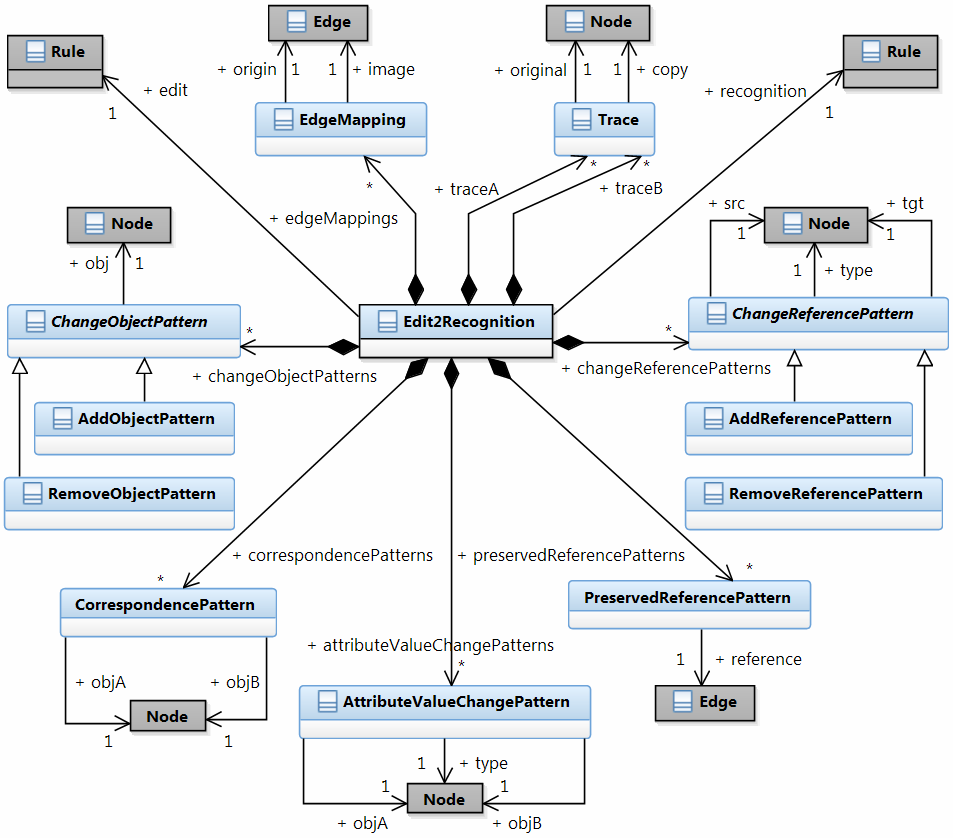 Edge
Node
Rule
Rule
+ origin 1
1 + image
+ original 1
1 + copy
+ edit
1
+ recognition
1
EdgeMapping
Trace
*
*
*
+ traceA
+ traceB
+ edgeMappings
+ src
1
+ tgt
1
Node
Node
+ obj 1
1 + type
ChangeObjectPattern
Edit2Recognition
ChangeReferencePattern
*
*
+ changeObjectPatterns
+ changeReferencePatterns
AddObjectPattern
AddReferencePattern
RemoveObjectPattern
RemoveReferencePattern
+ correspondencePatterns
+ preservedReferencePatterns
*
*
CorrespondencePattern
PreservedReferencePattern
+ attributeValueChangePatterns
*
1 + reference
+ objA
+ objB
AttributeValueChangePattern
Edge
Node
1
1
1 + type
1
1
Node
+ objA
+ objB